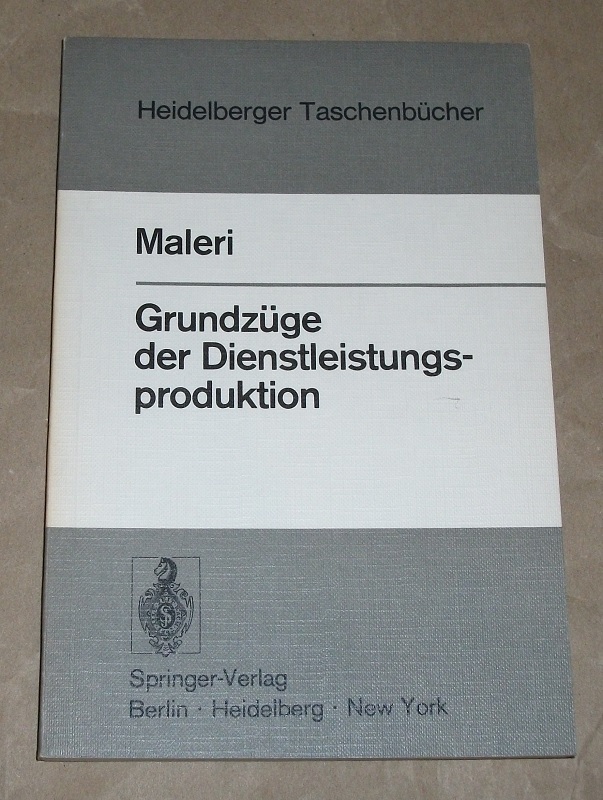 Heidelberger Taschenbücher
Maleri
Grundzüge
der Dienstleistungs-
produktion
Springer-Verlag
Berlin · Heidelberg · New York